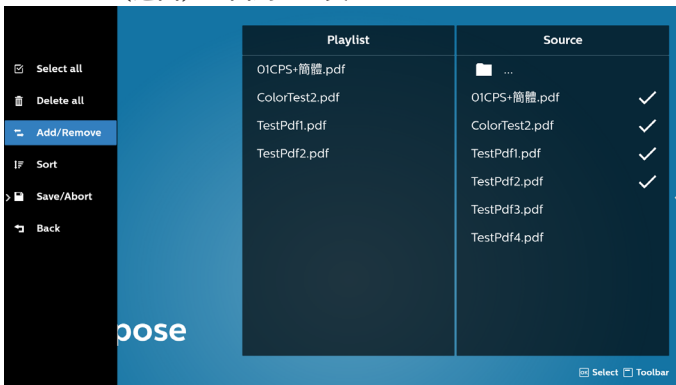 Select all
Delete all
Add/Remove
Sort
Save/Abort
Back
Playlist
01CPS+簡體.pdf
ColorTest2.pdf
TestPdf1.pdf
TestPdf2.pdf
Source
...
01CPS+簡體.pdf
ColorTest2.pdf
TestPdf1.pdf
TestPdf2.pdf
TestPdf3.pdf
TestPdf4.pdf
pose
OK Select Toolbar